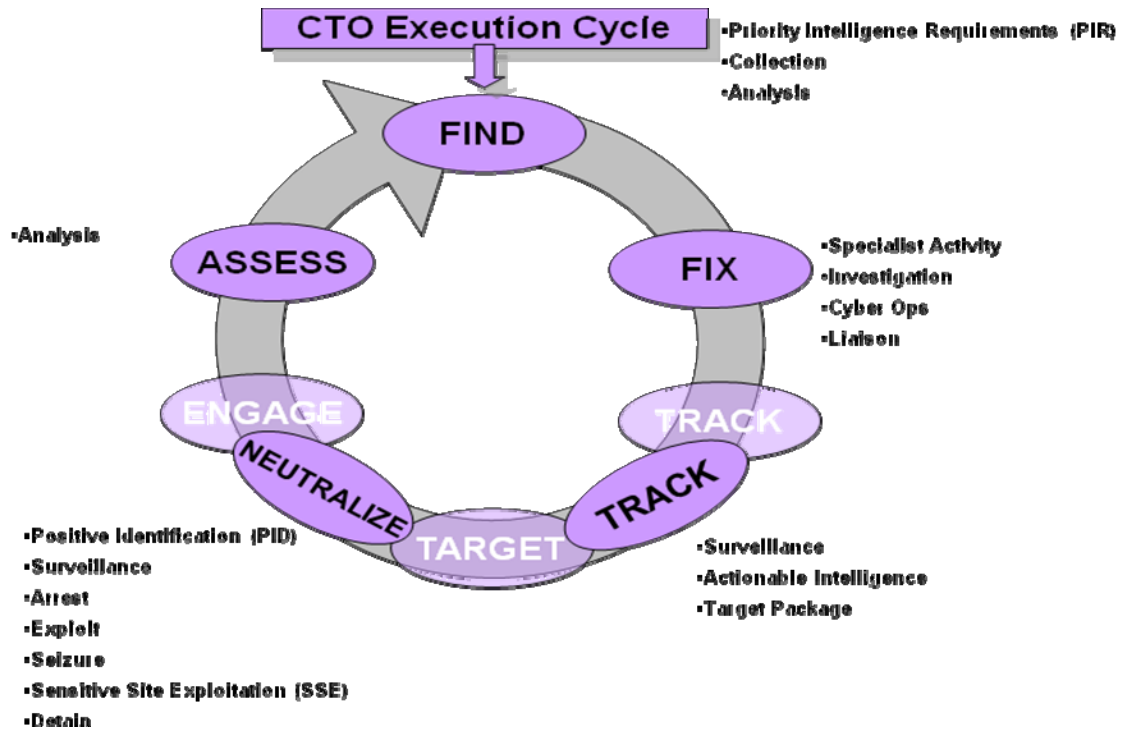 CTO Execution Cycle
▪Priority Intelligence Requirements (PIR)
▪Collection
▪Analysis
FIND
▪Analysis
ASSESS
FIX
▪Specialist Activity
▪Investigation
▪Cyber Ops
▪Liaison
ENGAGE
TRACK
NEUTRALIZE
TRACK
TARGET
▪Surveillance
▪Actionable Intelligence
▪Target Package
▪Positive Identification (PID)
▪Surveillance
▪Arrest
▪Exploit
▪Seizure
▪Sensitive Site Exploitation (SSE)
▪Detain